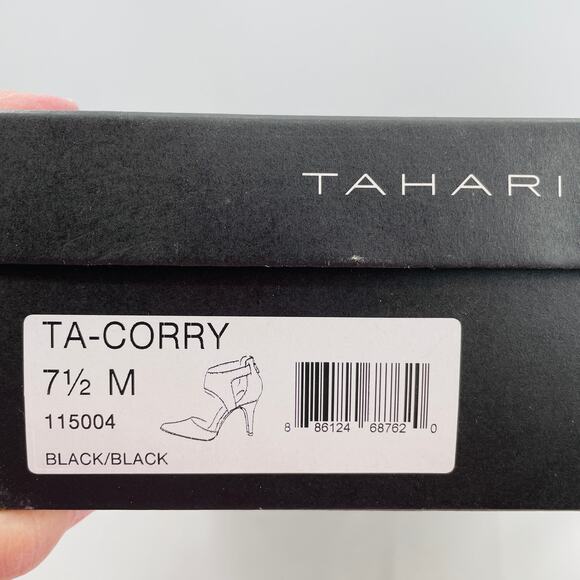 TAHARI
TA-CORRY
7½ M
115004
BLACK/BLACK
8 86124 68762 0